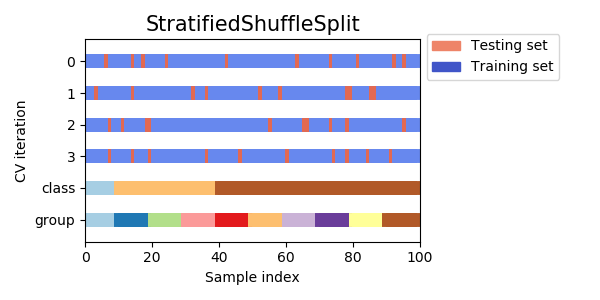 StratifiedShuffleSplit
Testing set
Training set
CV iteration
0
1
2
3
class
group
0 20 40 60 80 100
Sample index